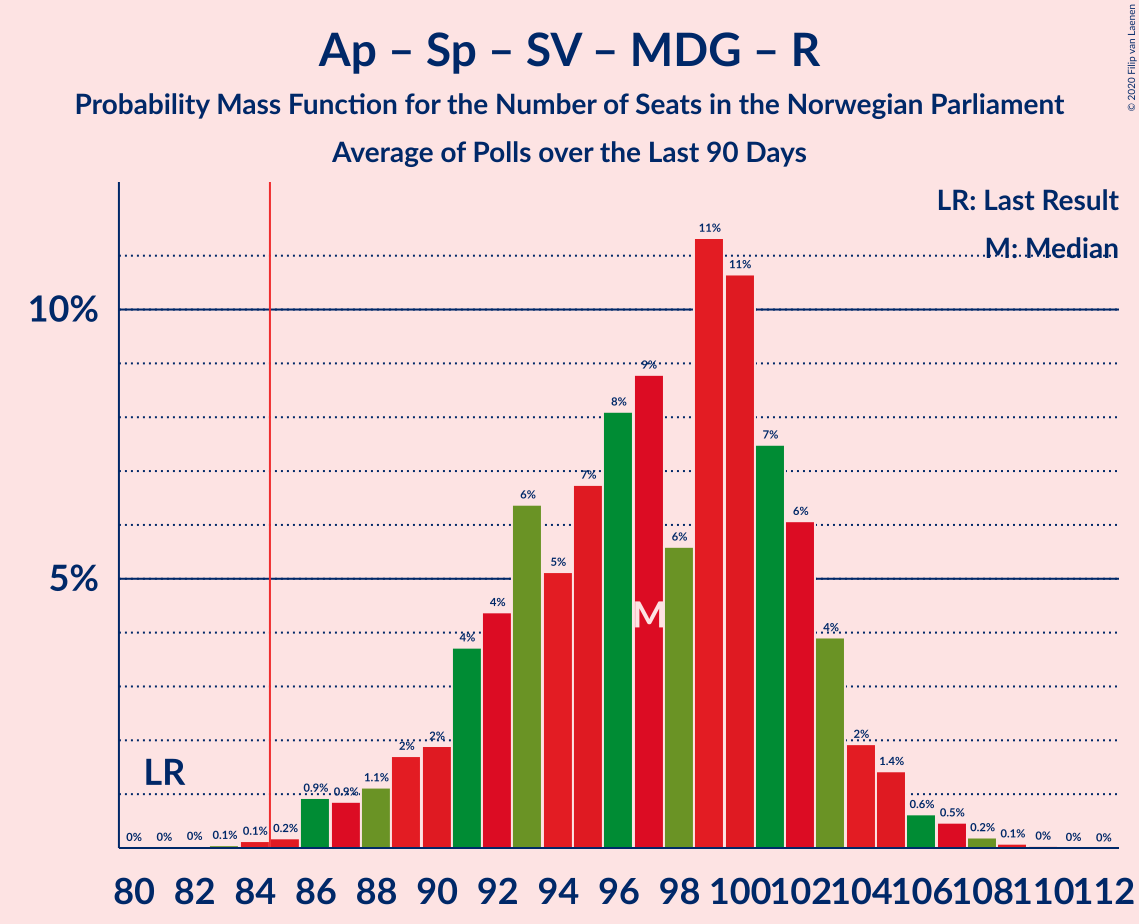 Ap – Sp – SV – MDG – R
Probability Mass Function for the Number of Seats in the Norwegian Parliament
Average of Polls over the Last 90 Days
© 2020 Filip van Laenen
LR: Last Result
M: Median
10%
5%
LR
M
0% 0% 0% 0.1% 0.1% 0.2% 0.9% 0.9% 1.1% 2% 2% 4% 4% 6% 5% 7% 8% 9% 6% 11% 11% 7% 6% 4% 2% 1.4% 0.6% 0.5% 0.2% 0.1% 0% 0% 0%
80 82 84 86 88 90 92 94 96 98 100 102 104 106 108 110 112